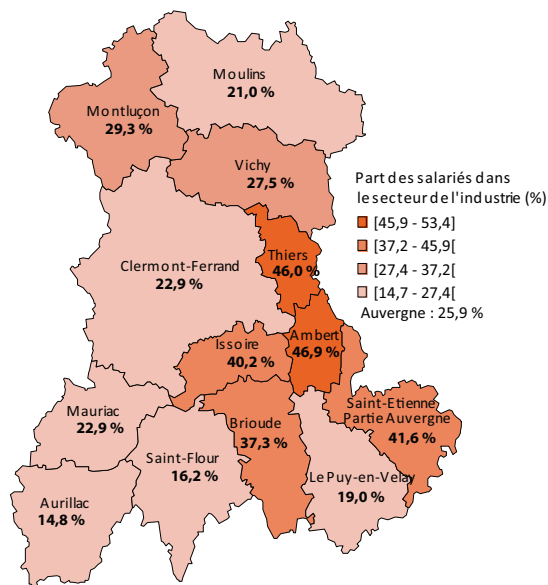 Moulins
21,0 %
Montluçon
29,3 %
Vichy
27,5 %
Part des salariés dans
le secteur de l'industrie (%)
[45,9 - 53,4]
[37,2 - 45,9[
[27,4 - 37,2[
[14,7 - 27,4[
Auvergne : 25,9 %
Thiers
46,0 %
Clermont-Ferrand
22,9 %
Ambert
46,9 %
Issoire
40,2 %
Saint-Etienne
Partie Auvergne
41,6 %
Mauriac
22,9 %
Brioude
37,3 %
Saint-Flour
16,2 %
Le Puy-en-Velay
19,0 %
Aurillac
14,8 %